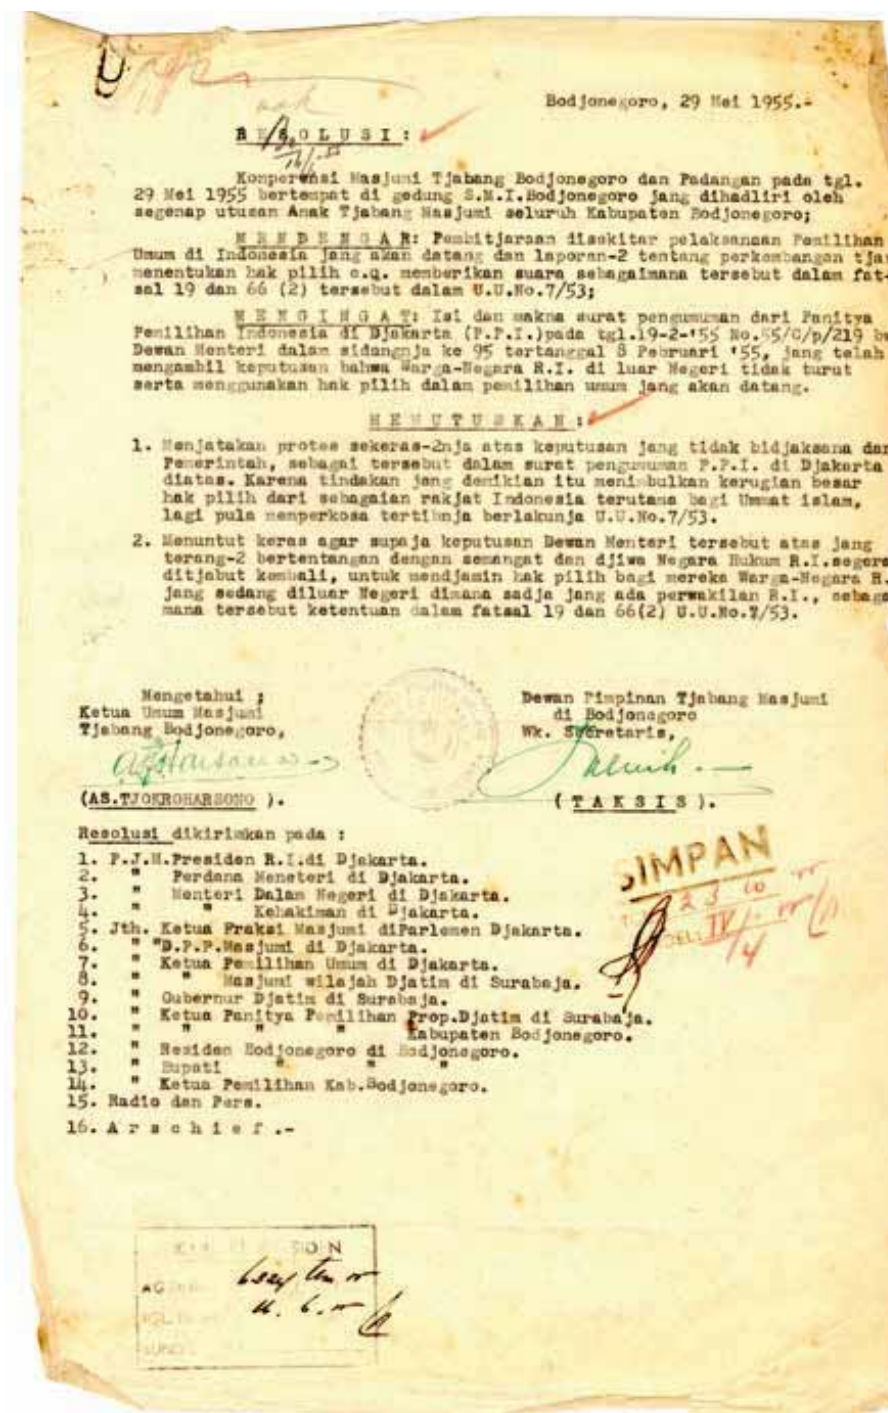 Bodjonegoro, 29 Mei 1955.-
RESOLUSI:
Konperensi Masjumi Tjabang Bodjonegoro dan Padangan pada tgl.
29 Mei 1955 bertempat di gedung S.M.I.Bodjonegoro jang dihadliri oleh
segenap utusan Anak Tjabang Masjumi seluruh Kabupaten Bodjonegoro;
MENDENGAR: Pembitjaraan disekitar pelaksanaan Pemilihan
Umum di Indonesia jang akan datang dan laporan-2 tentang perkembangan
menentukan hak pilih c.q. memberikan suara sebagaimana tersebut dalam fat-
sal 19 dan 66 (2) tersebut dalam U.U.No.7/53;
MENGINGAT: Isi dan makna surat pengumuman dari Panitya
Pemilihan Indonesia di Djakarta (P.P.I.)pada tgl.19-2-'55 No.55/C/p/219
Dewan Menteri dalam sidangnja ke 95 tertanggal 8 Pebruari '55, jang telah
mengambil keputusan bahwa Warga-Negara R.I. di luar Negeri tidak turut
serta menggunakan hak pilih dalam pemilihan umum jang akan datang.
MEMUTUSKAN:
1. Menjatakan protes sekeras-2nja atas keputusan jang tidak bidjaksana dar
Pemerintah, sebagai tersebut dalam surat pengumuman P.P.I. di Djakarta
diatas. Karena tindakan jang demikian itu menimbulkan kerugian besar
hak pilih dari sebagaian rakjat Indonesia terutama bagi Ummat islam,
lagi pula memperkosa tertibnja berlakunja U.U.No.7/53.
2. Menuntut keras agar supaja keputusan Dewan Menteri tersebut atas jang
terang-2 bertentangan dengan semangat dan djiwa Negara Hukum R.I.segera
ditjabut kembali, untuk mendjamin hak pilih bagi mereka Warga-Negara R.
jang sedang diluar Negeri dimana sadja jang ada perwakilan R.I., sebaga
mana tersebut ketentuan dalam fatsal 19 dan 66(2) U.U.No.7/53.
Mengetahui ;
Ketua Umum Masjumi
Tjabang Bodjonegoro,
(AS.TJOKROHARSONO ).
Dewan Pimpinan Tjabang Masjumi
di Bodjonegoro
Wk. Sekretaris,
( TAKSIS ).
Resolusi dikirimkan pada :
1. P.J.M.Presiden R.I.di Djakarta.
2. " Perdana Meneteri di Djakarta.
3. " Menteri Dalam Negeri di Djakarta.
4. " " Kehakiman di Djakarta.
5. Jth. Ketua Fraksi Masjumi diParlemen Djakarta.
6. " "D.P.P.Masjumi di Djakarta.
7. " Ketua Pemilihan Umum di Djakarta.
8. " " Masjumi wilajah Djatim di Surabaja.
9. " Gubernur Djatim di Surabaja.
10. " Ketua Panitya Pemilihan Prop.Djatim di Surabaja.
11. " " " " Kabupaten Bodjonegoro.
12. " Residen Bodjonegoro di Bodjonegoro.
13. " Bupati " " "
14. " Ketua Pemilihan Kab.Bodjonegoro.
15. Radio dan Pers.
16. Arschief.-
SIMPAN